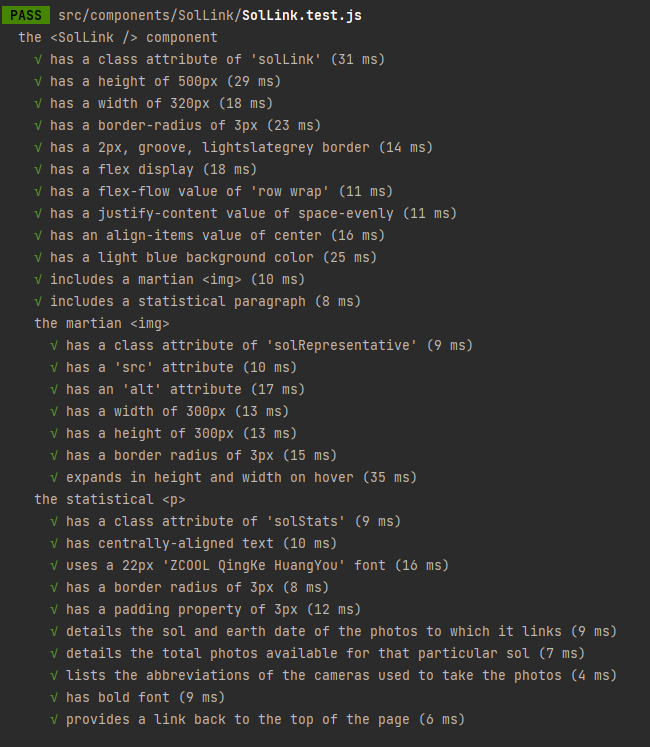 PASS src/components/SolLink/SolLink.test.js
the <SolLink /> component
√ has a class attribute of 'solLink' (31 ms)
√ has a height of 500px (29 ms)
√ has a width of 320px (18 ms)
√ has a border-radius of 3px (23 ms)
√ has a 2px, groove, lightslategrey border (14 ms)
√ has a flex display (18 ms)
√ has a flex-flow value of 'row wrap' (11 ms)
√ has a justify-content value of space-evenly (11 ms)
√ has an align-items value of center (16 ms)
√ has a light blue background color (25 ms)
√ includes a martian <img> (10 ms)
√ includes a statistical paragraph (8 ms)
the martian <img>
√ has a class attribute of 'solRepresentative' (9 ms)
√ has a 'src' attribute (10 ms)
√ has an 'alt' attribute (17 ms)
√ has a width of 300px (13 ms)
√ has a height of 300px (13 ms)
√ has a border radius of 3px (15 ms)
√ expands in height and width on hover (35 ms)
the statistical <p>
√ has a class attribute of 'solStats' (9 ms)
√ has centrally-aligned text (10 ms)
√ uses a 22px 'ZCOOL QingKe HuangYou' font (16 ms)
√ has a border radius of 3px (8 ms)
√ has a padding property of 3px (12 ms)
√ details the sol and earth date of the photos to which it links (9 ms)
√ details the total photos available for that particular sol (7 ms)
√ lists the abbreviations of the cameras used to take the photos (4 ms)
√ has bold font (9 ms)
√ provides a link back to the top of the page (6 ms)